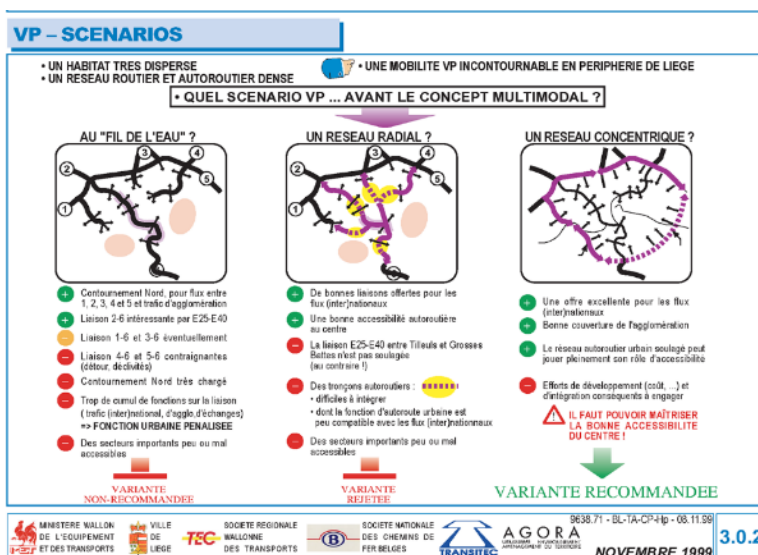 VP – SCENARIOS
• UN HABITAT TRES DISPERSE
• UN RESEAU ROUTIER ET AUTOROUTIER DENSE
• UNE MOBILITE VP INCONTOURNABLE EN PERIPHERIE DE LIEGE
• QUEL SCENARIO VP ... AVANT LE CONCEPT MULTIMODAL ?
AU "FIL DE L'EAU" ?
1
2
3
4
5
Contournement Nord, pour flux entre
1, 2, 3, 4 et 5 et trafic d'agglomération
Liaison 2-6 intéressante par E25-E40
Liaison 1-6 et 3-6 éventuellement
Liaison 4-6 et 5-6 contraignantes
(détour, déclivités)
Contournement Nord très chargé
Trop de cumul de fonctions sur la liaison
( trafic (inter)national, d'agglo,d'échanges)
=> FONCTION URBAINE PENALISEE
Des secteurs importants peu ou mal
accessibles
VARIANTE
NON-RECOMMANDEE
UN RESEAU RADIAL ?
1
2
3
4
5
De bonnes liaisons offertes pour les
flux (inter)nationaux
Une bonne accessibilité autoroutière
au centre
La liaison E25-E40 entre Tilleuls et Grosses
Battes n'est pas soulagée
(au contraire !)
Des tronçons autoroutiers :
• difficiles à intégrer
• dont la fonction d'autoroute urbaine est
peu compatible avec les flux (inter)nationnaux
Des secteurs importants peu ou mal
accessibles
VARIANTE
REJETEE
UN RESEAU CONCENTRIQUE ?
Une offre excellente pour les flux
(inter)nationaux
Bonne couverture de l'agglomération
Le réseau autoroutier urbain soulagé peut
jouer pleinement son rôle d'accessibilité
Efforts de développement (coût, ...) et
d'intégration conséquents à engager
IL FAUT POUVOIR MAÎTRISER
LA BONNE ACCESSIBILITE
DU CENTRE !
VARIANTE RECOMMANDEE
MINISTERE WALLON
DE L'EQUIPEMENT
ET DES TRANSPORTS
VILLE
DE
LIEGE
TEC
SOCIETE REGIONALE
WALLONNE
DES TRANSPORTS
B
SOCIETE NATIONALE
DES CHEMINS DE
FER BELGES
TRANSITEC
AGORA
9638.71 - BL-TA-CP-Hp - 08.11.99
NOVEMBRE 1999
3.0.2